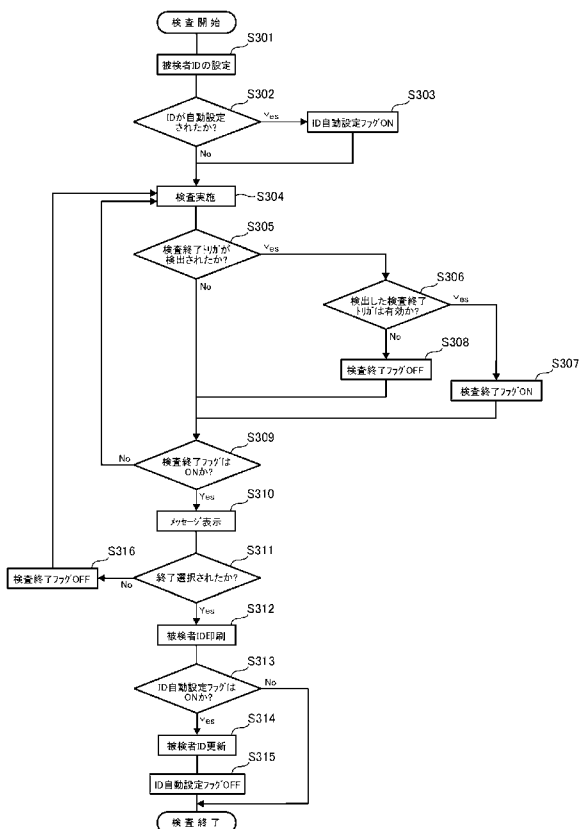 検査開始
S301
被検者IDの設定
S302
IDが自動設定
されたか?
Yes
S303
ID自動設定フラグON
No
検査実施
S304
S305
検査終了トリガが
検出されたか?
Yes
No
S306
検出した検査終了
トリガは有効か?
Yes
No
S308
検査終了フラグOFF
S307
検査終了フラグON
S309
検査終了フラグは
ONか?
No
Yes
S310
メッセージ表示
S311
終了選択されたか?
No
S316
検査終了フラグOFF
Yes
S312
被検者ID印刷
S313
ID自動設定フラグは
ONか?
No
Yes
S314
被検者ID更新
S315
ID自動設定フラグOFF
検査終了